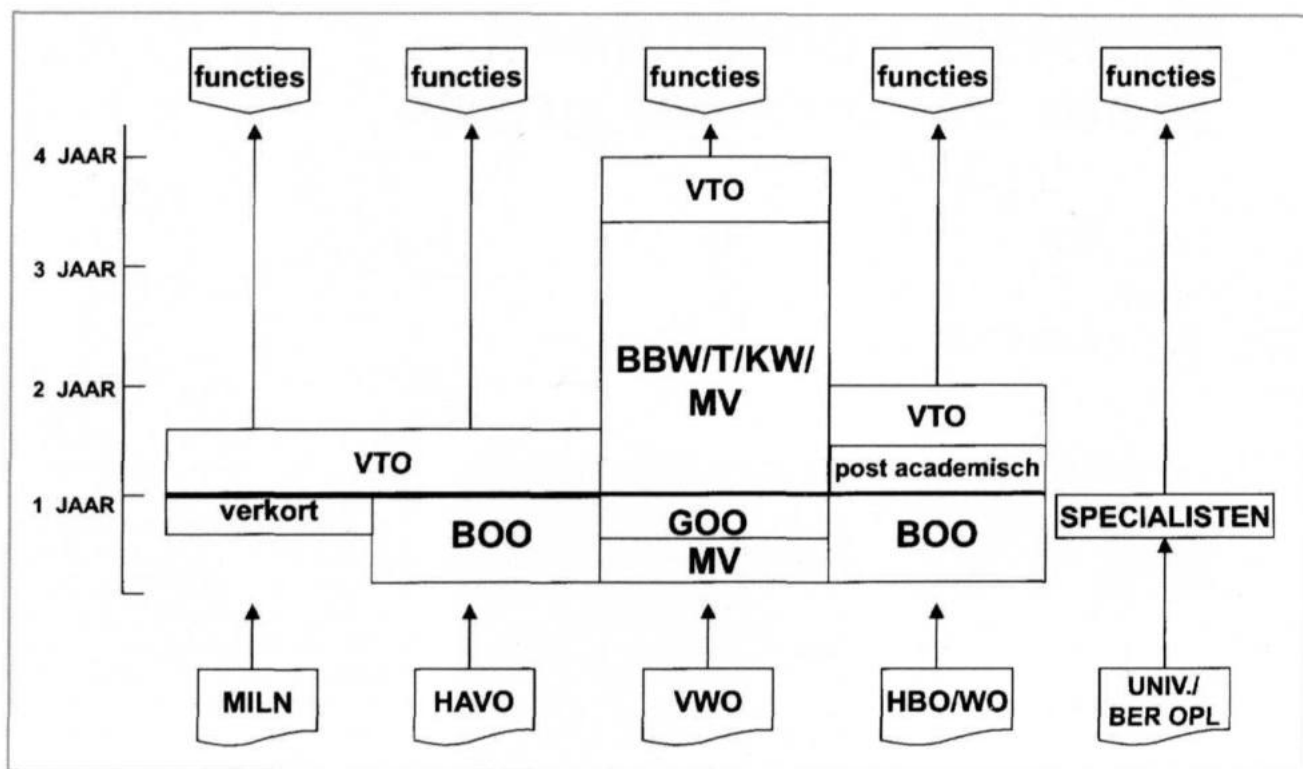 functies functies functies functies functies
4 JAAR
VTO
3 JAAR
BBW/T/KW/
MV
2 JAAR
VTO
VTO
post academisch
1 JAAR
verkort
BOO
GOO
MV
BOO
SPECIALISTEN
MILN
HAVO
VWO
HBO/WO
UNIV./
BER OPL